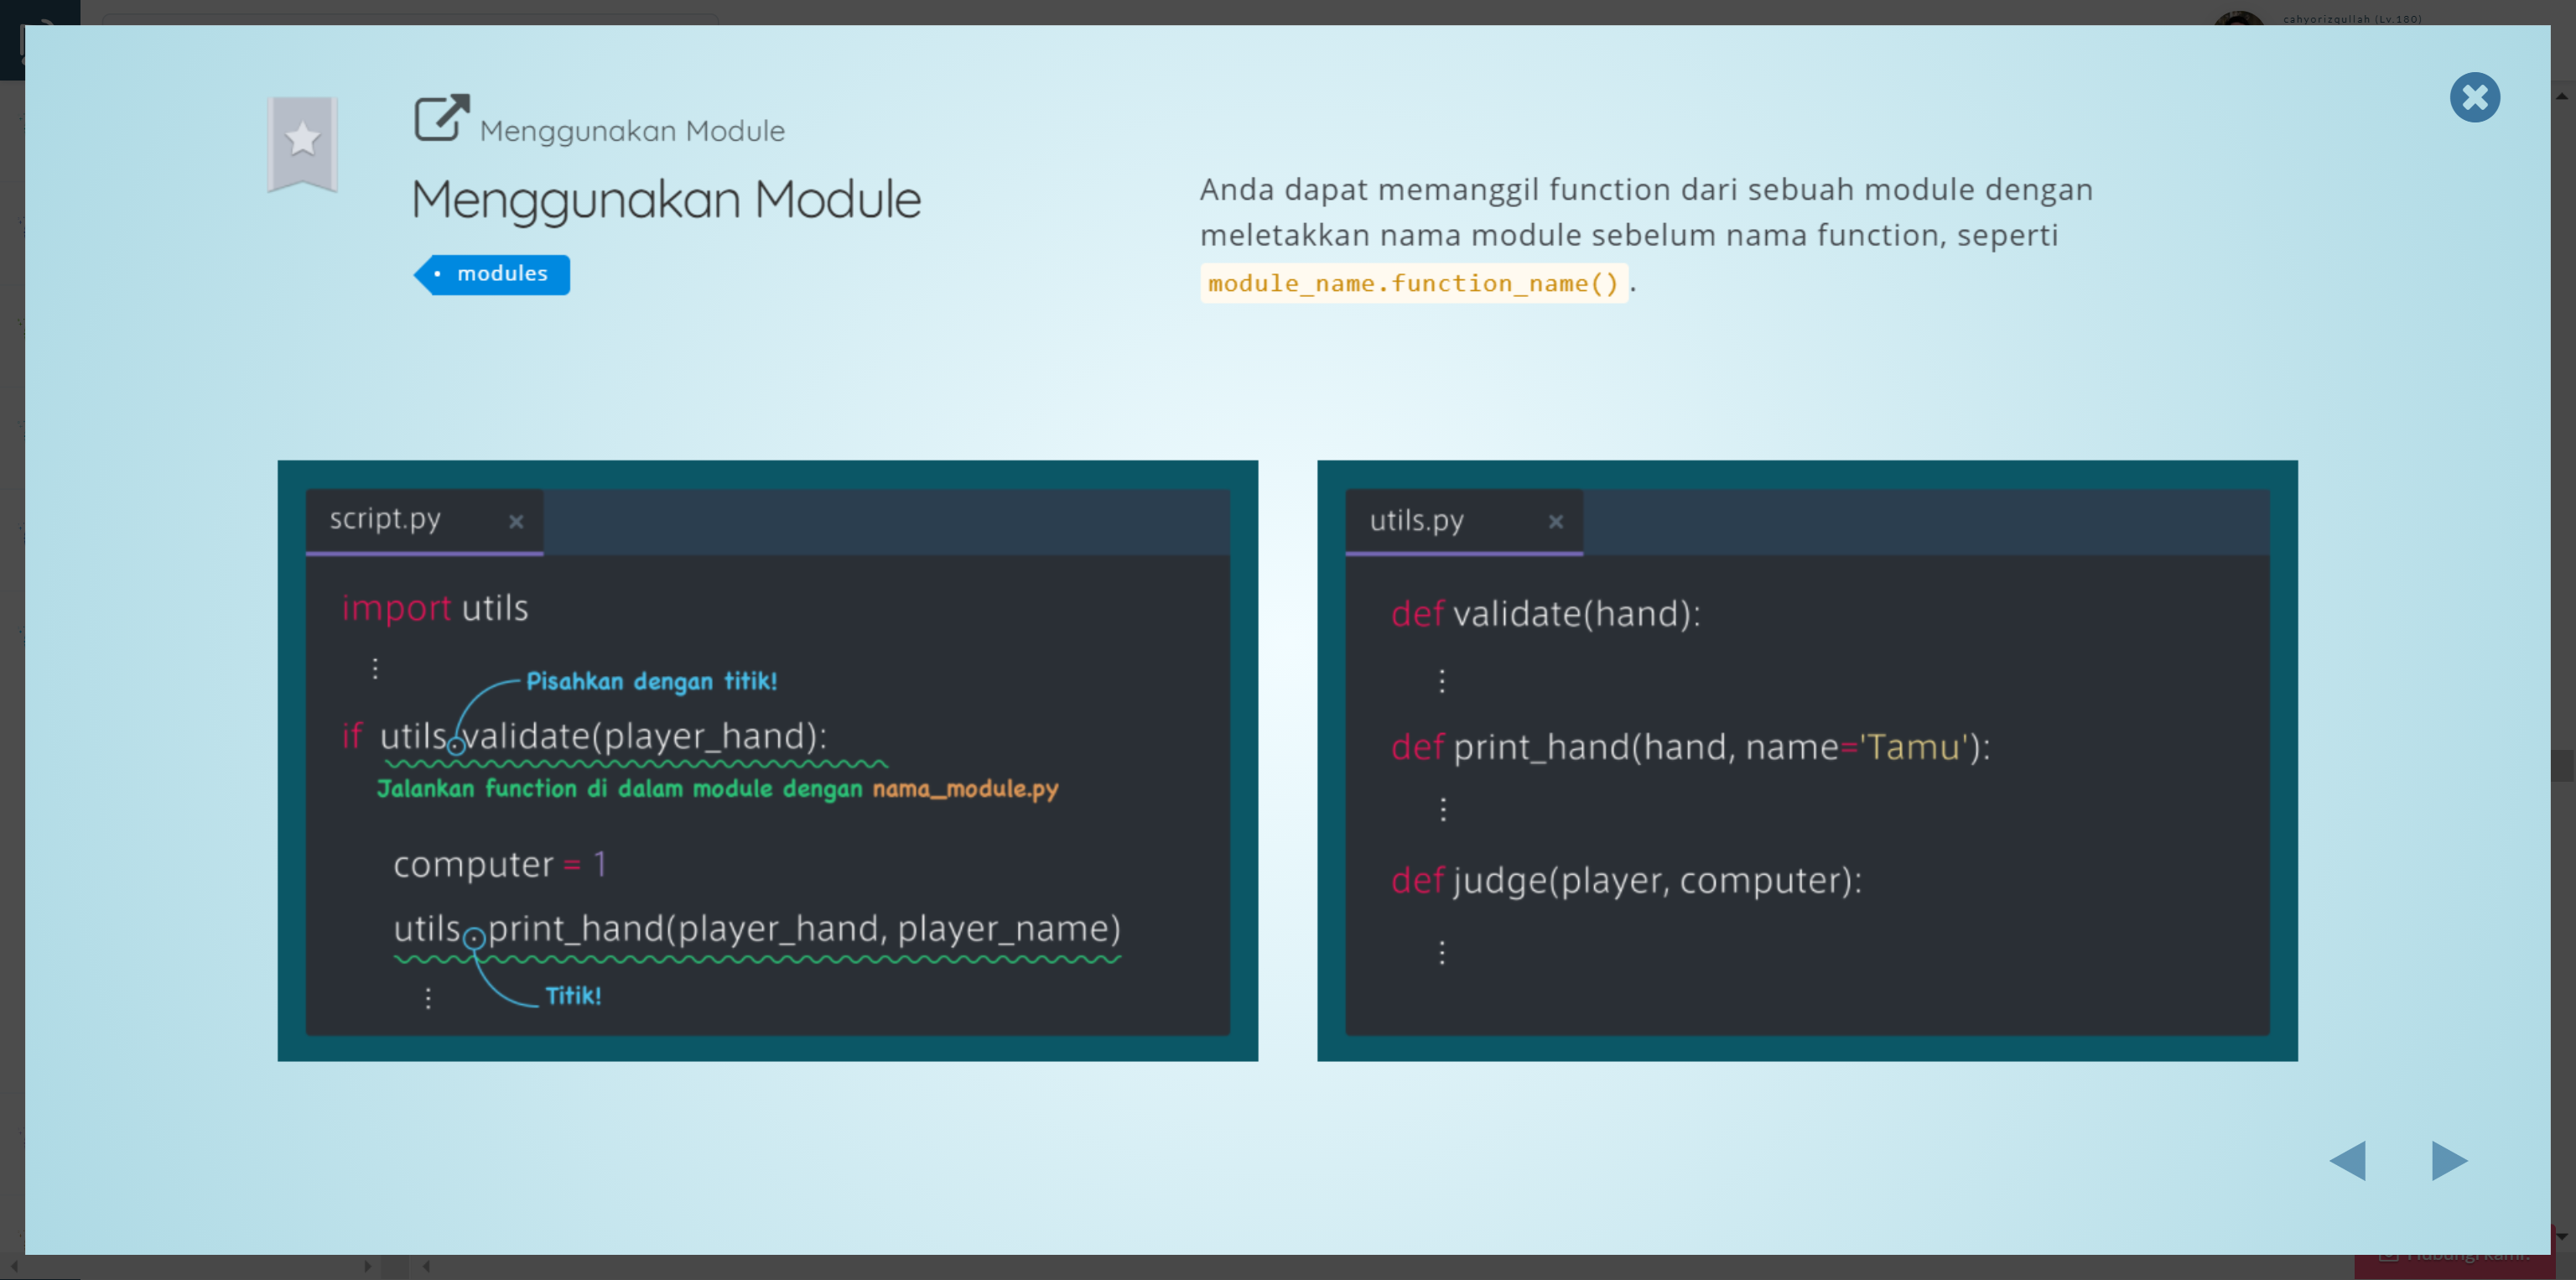 cahyorizqullah (Lv.180)
Menggunakan Module
Menggunakan Module
modules
Anda dapat memanggil function dari sebuah module dengan
meletakkan nama module sebelum nama function, seperti
module_name.function_name().
script.py
import utils
Pisahkan dengan titik!
if utils.validate(player_hand):
Jalankan function di dalam module dengan nama_module.py
computer = 1
utils.print_hand(player_hand, player_name)
Titik!
utils.py
def validate(hand):
def print_hand(hand, name='Tamu'):
def judge(player, computer):
Hubungi kami!